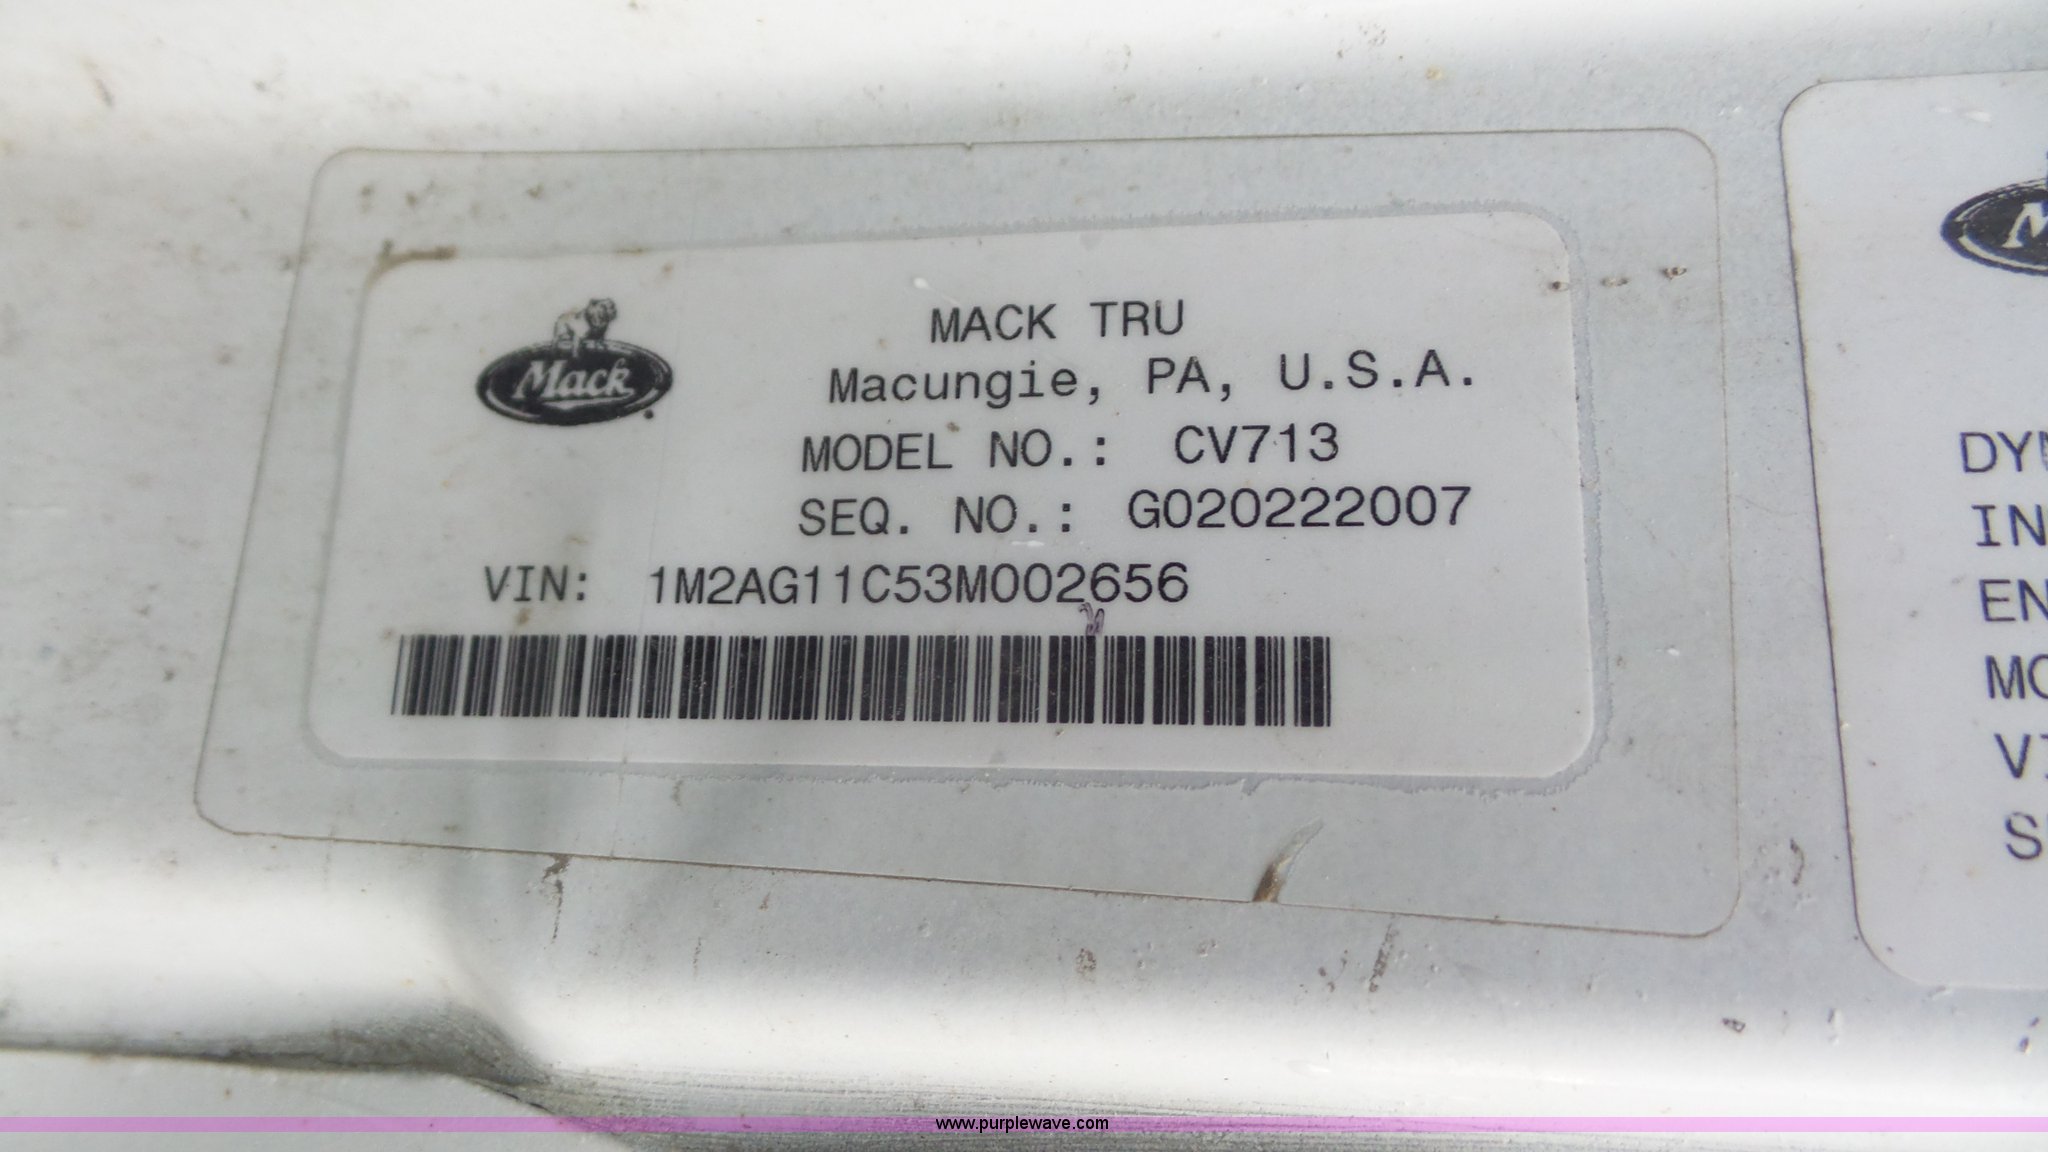 Mack
MACK TRU
Macungie, PA, U.S.A.
MODEL NO.: CV713
SEQ. NO.: G020222007
VIN: 1M2AG11C53M002656
DY
IN
EN
MO
VI
S
www.purplewave.com